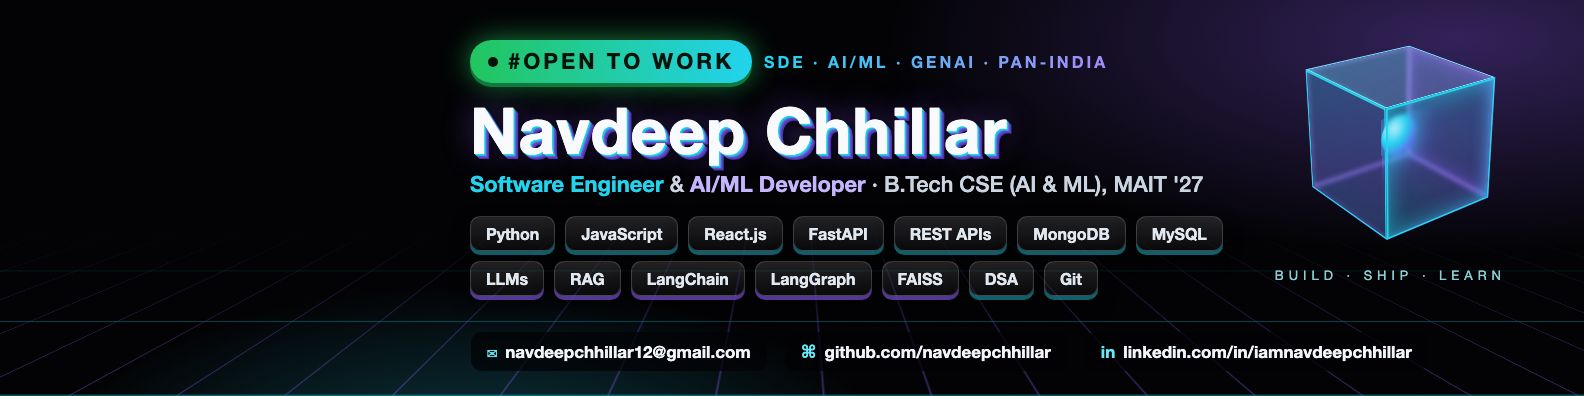 #OPEN TO WORK SDE · AI/ML · GENAI · PAN-INDIA
Navdeep Chhillar
Software Engineer & AI/ML Developer · B.Tech CSE (AI & ML), MAIT '27
Python JavaScript React.js FastAPI REST APIs MongoDB MySQL
LLMs RAG LangChain LangGraph FAISS DSA Git
BUILD · SHIP · LEARN
✉ navdeepchhillar12@gmail.com ⌘ github.com/navdeepchhillar in linkedin.com/in/iamnavdeepchhillar